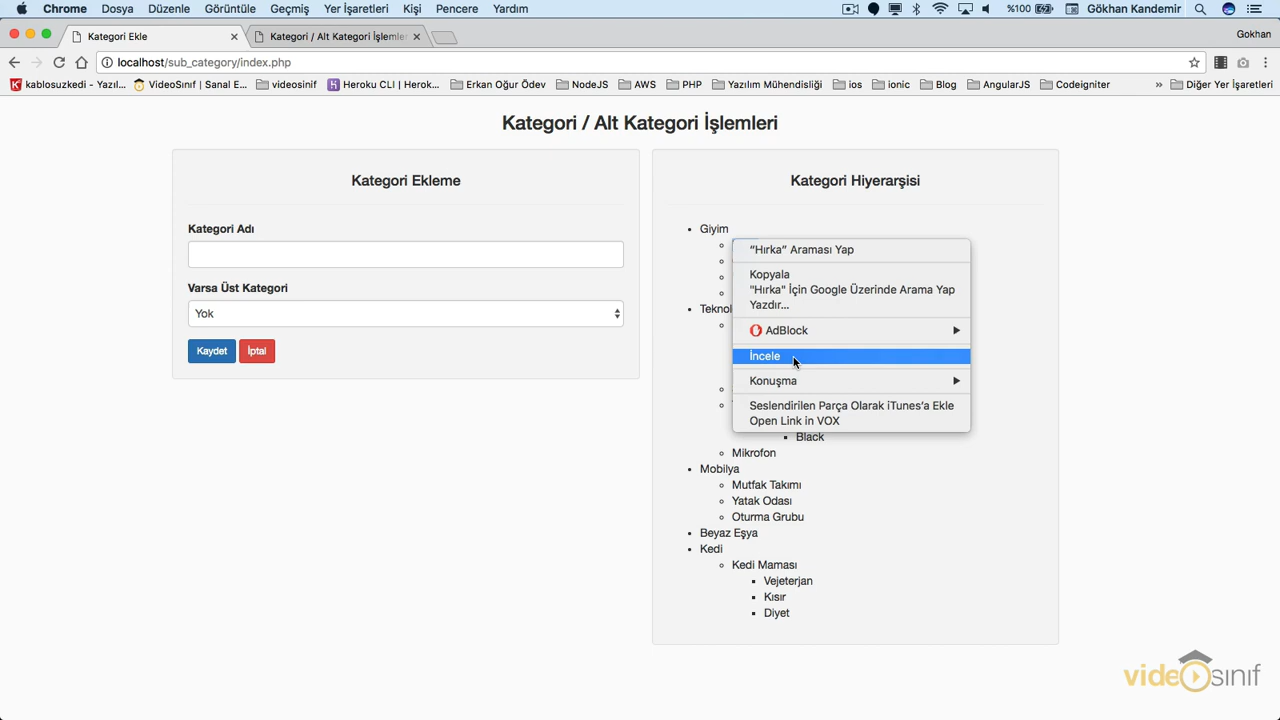 Chrome Dosya Düzenle Görüntüle Geçmiş Yer İşaretleri Kişi Pencere Yardım %100 Gökhan Kandemir
Kategori Ekle Kategori / Alt Kategori İşlemler Gokhan
localhost/sub_category/index.php
kablosuzkedi - Yazıl... VideoSınıf | Sanal E... videosinif Heroku CLI | Herok... Erkan Oğur Ödev NodeJS AWS PHP Yazılım Mühendisliği ios ionic Blog AngularJS Codeigniter » Diğer Yer İşaretleri
Kategori / Alt Kategori İşlemleri
Kategori Ekleme
Kategori Adı
Varsa Üst Kategori
Yok
Kaydet İptal
Kategori Hiyerarşisi
Giyim
"Hırka" Araması Yap
Kopyala
"Hırka" İçin Google Üzerinde Arama Yap
Yazdır...
Teknol
AdBlock
İncele
Konuşma
Seslendirilen Parça Olarak iTunes'a Ekle
Open Link in VOX
Black
Mikrofon
Mobilya
Mutfak Takımı
Yatak Odası
Oturma Grubu
Beyaz Eşya
Kedi
Kedi Maması
Vejeterjan
Kısır
Diyet
videosınıf